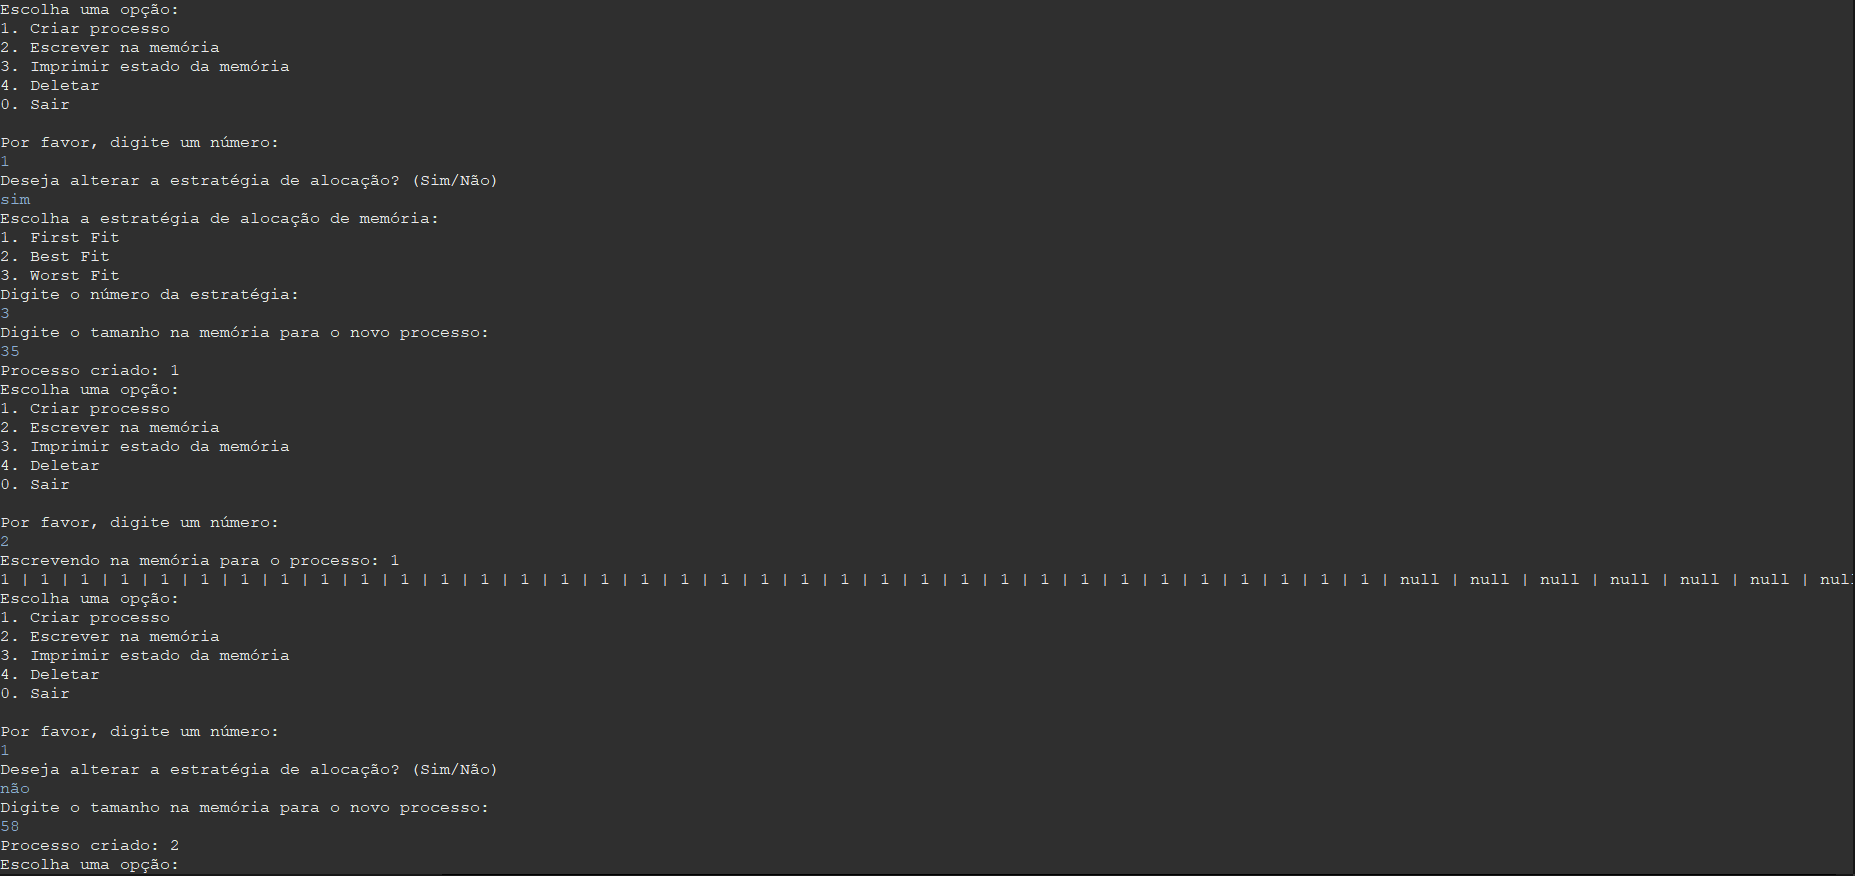 Escolha uma opção:
1. Criar processo
2. Escrever na memória
3. Imprimir estado da memória
4. Deletar
0. Sair
Por favor, digite um número:
1
Deseja alterar a estratégia de alocação? (Sim/Não)
sim
Escolha a estratégia de alocação de memória:
1. First Fit
2. Best Fit
3. Worst Fit
Digite o número da estratégia:
3
Digite o tamanho na memória para o novo processo:
35
Processo criado: 1
Escolha uma opção:
1. Criar processo
2. Escrever na memória
3. Imprimir estado da memória
4. Deletar
0. Sair
Por favor, digite um número:
2
Escrevendo na memória para o processo: 1
1 | 1 | 1 | 1 | 1 | 1 | 1 | 1 | 1 | 1 | 1 | 1 | 1 | 1 | 1 | 1 | 1 | 1 | 1 | 1 | 1 | 1 | 1 | 1 | 1 | 1 | 1 | 1 | 1 | 1 | 1 | 1 | 1 | 1 | 1 | null | null | null | null | null | null | nul
Escolha uma opção:
1. Criar processo
2. Escrever na memória
3. Imprimir estado da memória
4. Deletar
0. Sair
Por favor, digite um número:
1
Deseja alterar a estratégia de alocação? (Sim/Não)
não
Digite o tamanho na memória para o novo processo:
58
Processo criado: 2
Escolha uma opção: